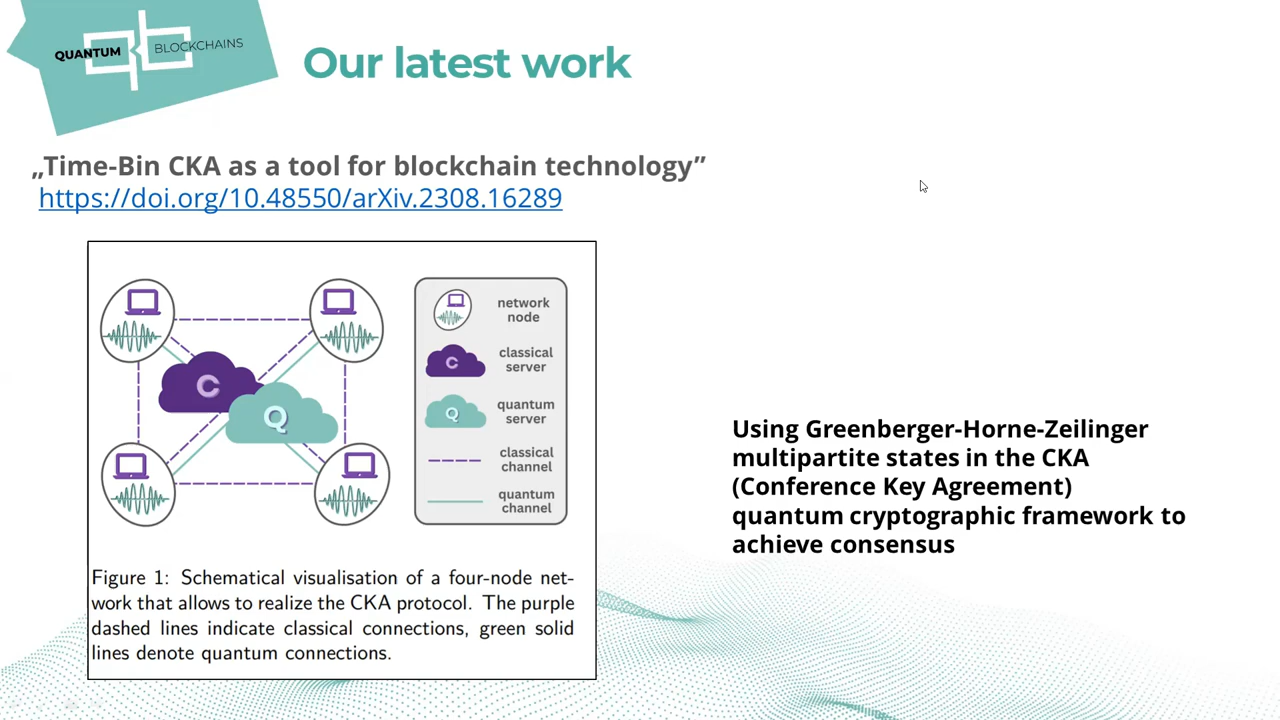 QUANTUM BLOCKCHAINS
Our latest work
„Time-Bin CKA as a tool for blockchain technology”
https://doi.org/10.48550/arXiv.2308.16289
C
Q
network
node
C
classical
server
Q
quantum
server
classical
channel
quantum
channel
Figure 1: Schematical visualisation of a four-node net-
work that allows to realize the CKA protocol. The purple
dashed lines indicate classical connections, green solid
lines denote quantum connections.
Using Greenberger-Horne-Zeilinger
multipartite states in the CKA
(Conference Key Agreement)
quantum cryptographic framework to
achieve consensus